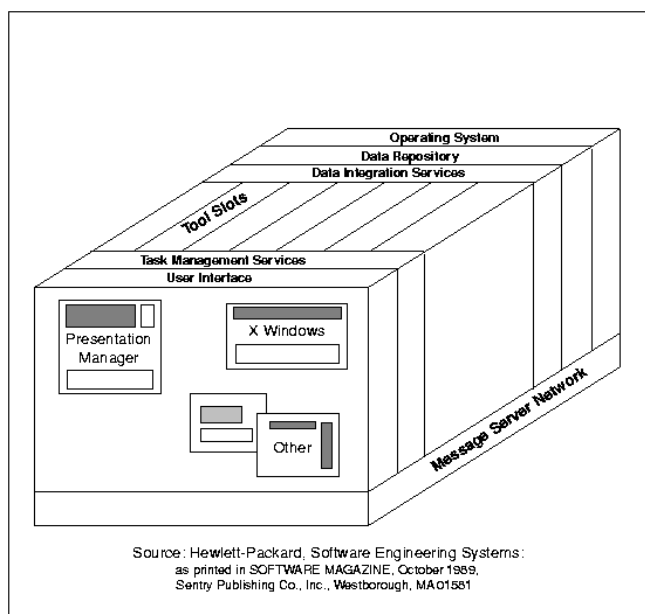 Operating System
Data Repository
Data Integration Services
Tool Slots
Task Management Services
User Interface
Presentation
Manager
X Windows
Other
Message Server Network
Source: Hewlett-Packard, Software Engineering Systems:
as printed in SOFTWARE MAGAZINE, October 1989,
Sentry Publishing Co., Inc., Westborough, MA 01581